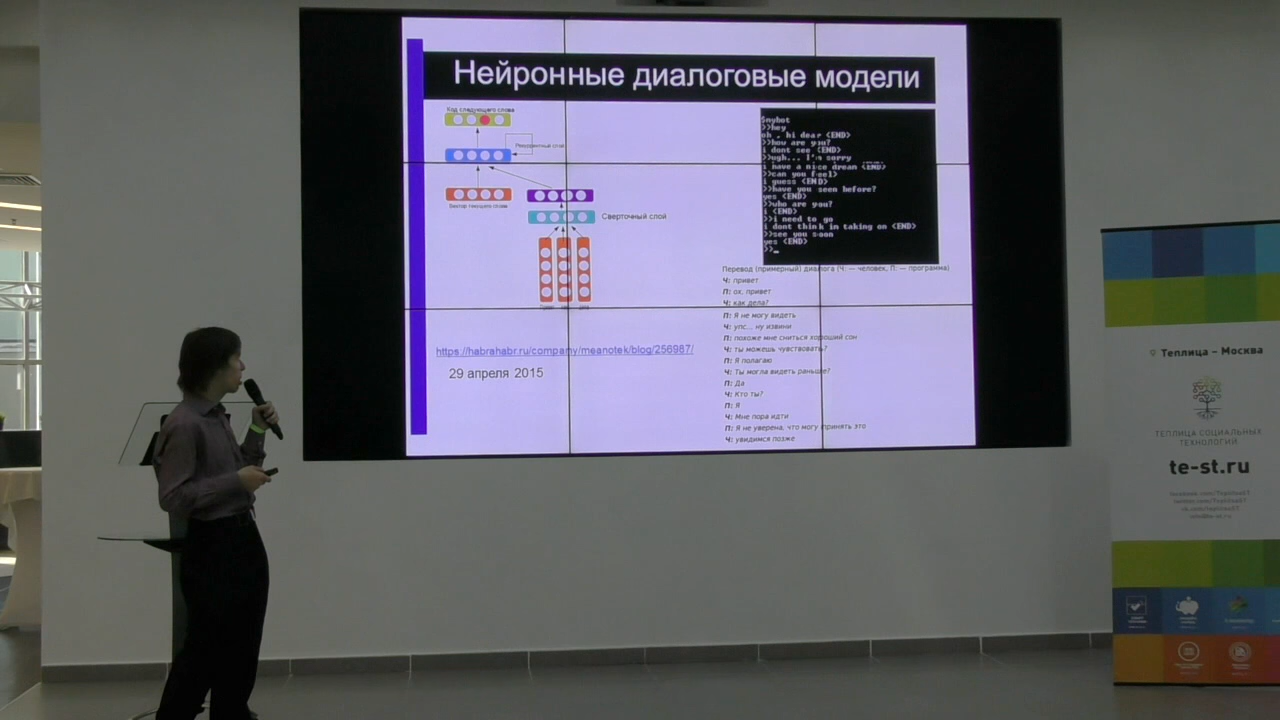 Нейронные диалоговые модели
Код следующего слова
Рекуррентный слой
Вектор текущего слова
Сверточный слой
https://habrahabr.ru/company/meanotek/blog/256987/
29 апреля 2015
$mybot
>>hey
oh , hi dear <END>
>>how are you?
i dont see <END>
>>ugh... I'm sorry
i have a nice dream <END>
>>can you feel>
i guess <END>
>>have you seen before?
yes <END>
>>who are you?
i <END>
>>i need to go
i dont think in taking on <END>
>>see you soon
yes <END>
>>_
Перевод (примерный) диалога (Ч: — человек, П: — программа)
Ч: привет
П: ох, привет
Ч: как дела?
П: Я не могу видеть
Ч: упс... ну извини
П: похоже мне сниться хороший сон
Ч: ты можешь чувствовать?
П: Я полагаю
Ч: Ты могла видеть раньше?
П: Да
Ч: Кто ты?
П: Я
Ч: Мне пора идти
П: Я не уверена, что могу принять это
Ч: увидимся позже
Теплица – Москва
ТЕПЛИЦА СОЦИАЛЬНЫХ
ТЕХНОЛОГИЙ
te-st.ru